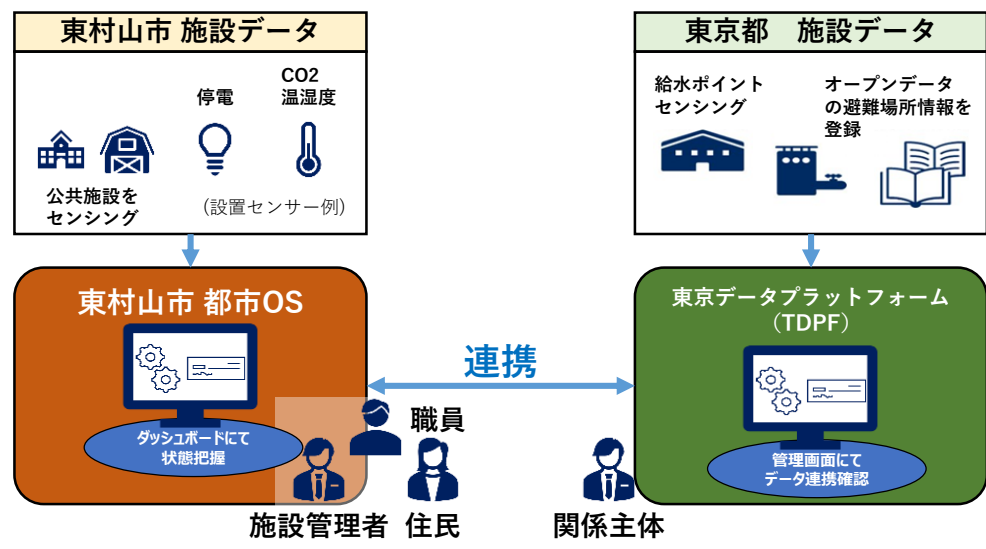 東村山市 施設データ
停電
CO2
温湿度
公共施設を
センシング
(設置センサー例)
東京都　施設データ
給水ポイント
センシング
オープンデータ
の避難場所情報を
登録
東村山市 都市OS
ダッシュボードにて
状態把握
連携
職員
施設管理者
住民
関係主体
東京データプラットフォーム
（TDPF）
管理画面にて
データ連携確認